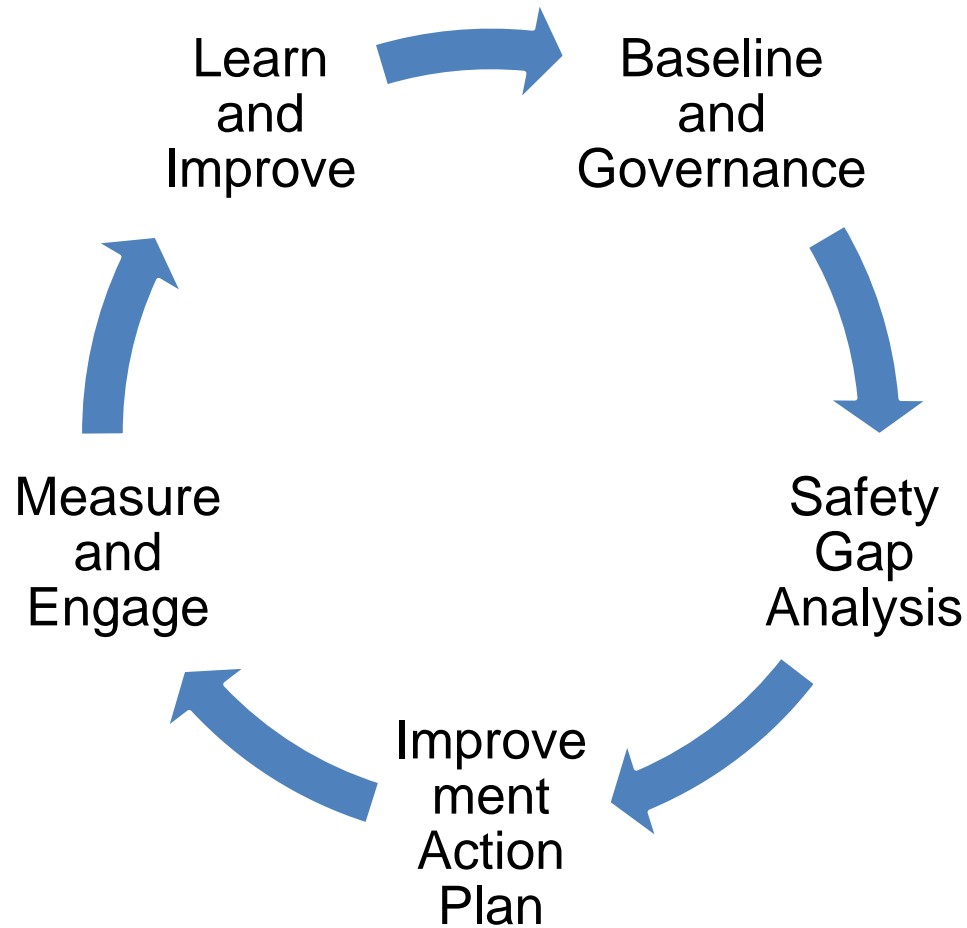 Learn
and
Improve
Baseline
and
Governance
Safety
Gap
Analysis
Improve
ment
Action
Plan
Measure
and
Engage